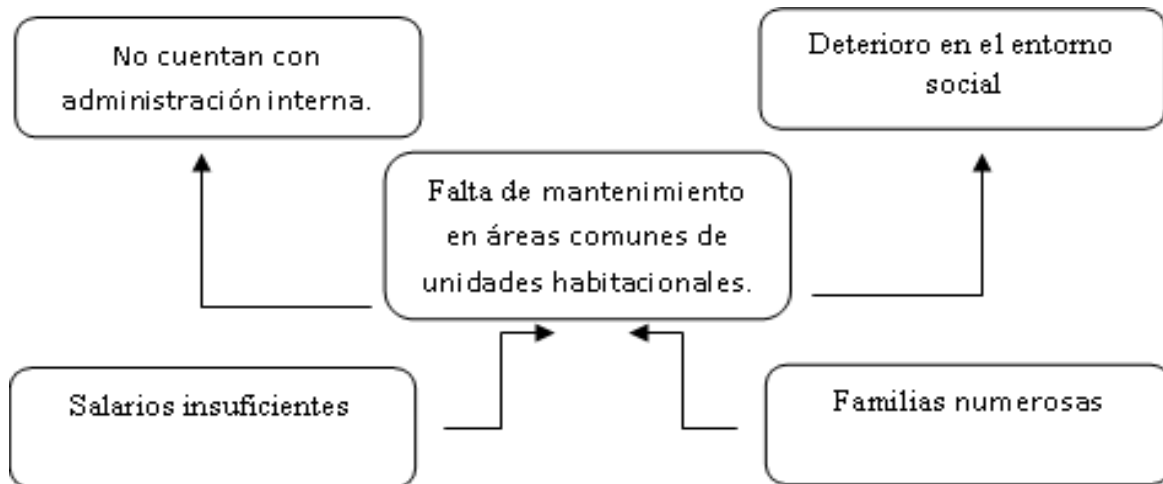 No cuentan con
administración interna.
Deterioro en el entorno
social
Falta de mantenimiento
en áreas comunes de
unidades habitacionales.
Salarios insuficientes
Familias numerosas